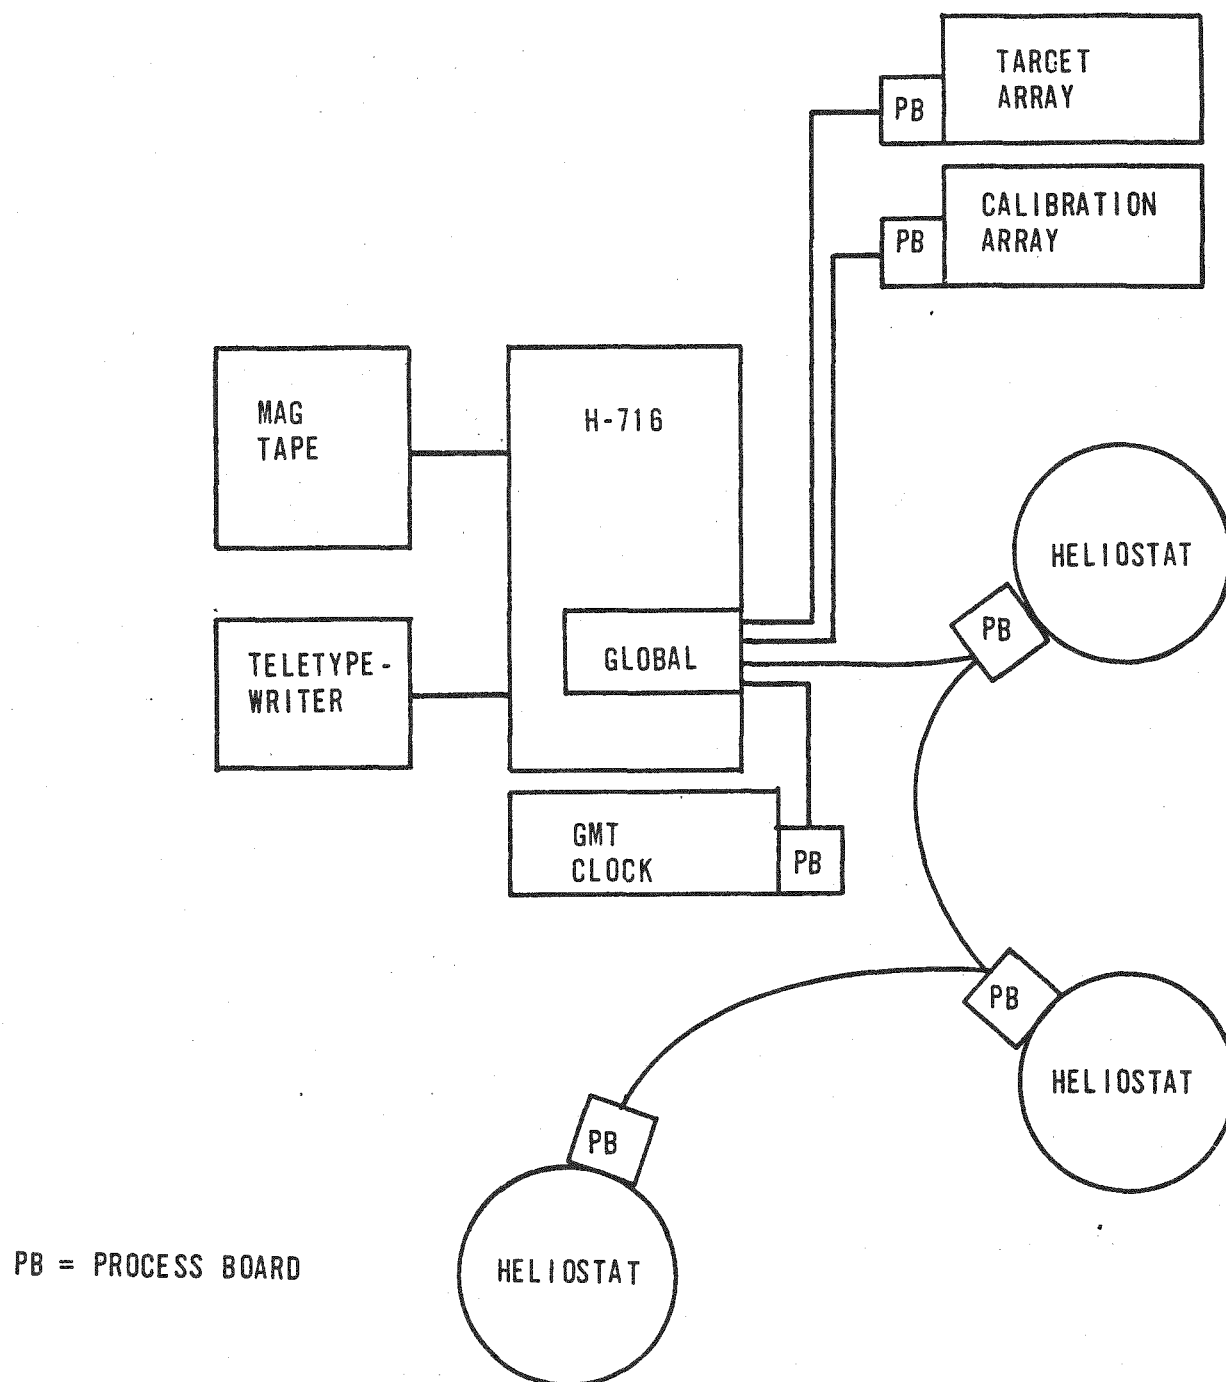 TARGET
ARRAY
PB
CALIBRATION
ARRAY
PB
MAG
TAPE
H-716
HELIOSTAT
PB
TELETYPE-
WRITER
GLOBAL
GMT
CLOCK
PB
PB
HELIOSTAT
PB
HELIOSTAT
PB = PROCESS BOARD